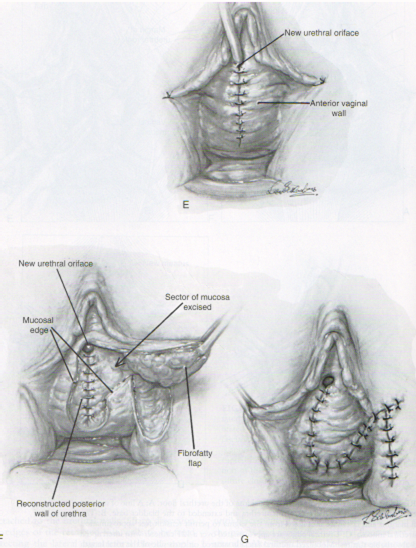 New urethral oriface
Anterior vaginal
wall
E
New urethral oriface
Sector of mucosa
excised
Mucosal
edge
Fibrofatty
flap
Reconstructed posterior
wall of urethra
F
G